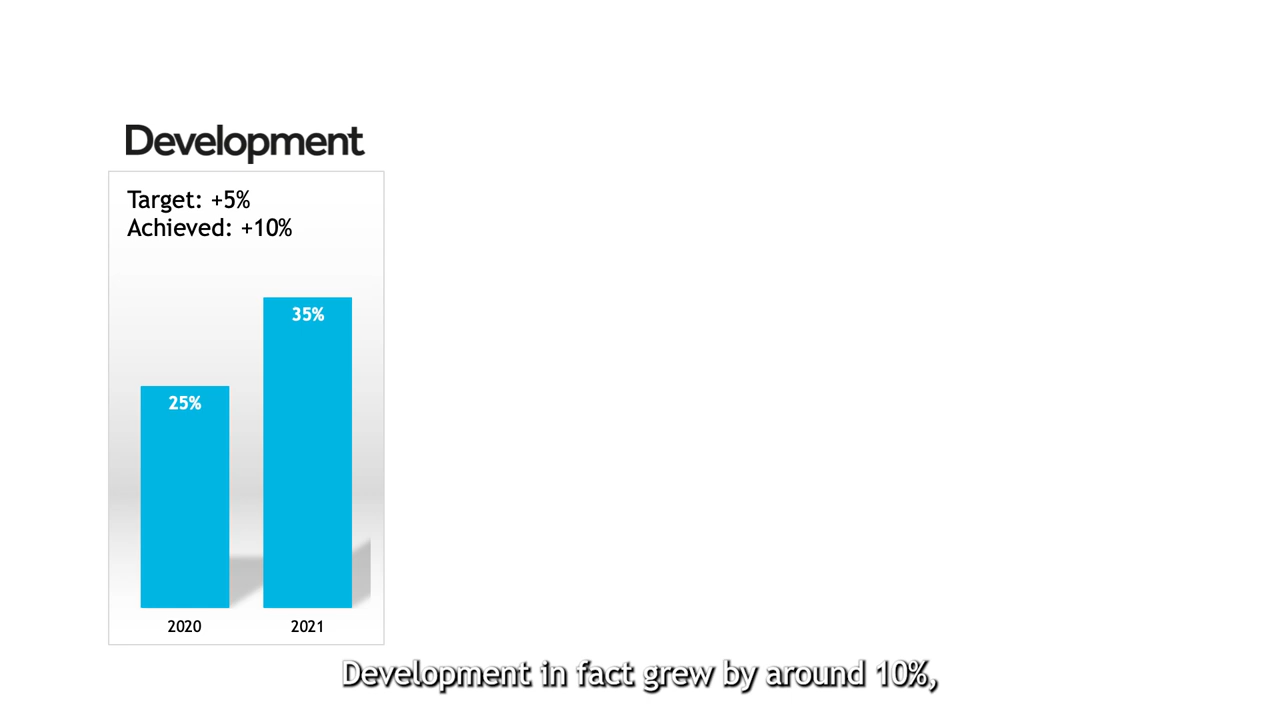 Development
Target: +5%
Achieved: +10%
35%
25%
2020 2021
Development in fact grew by around 10%,